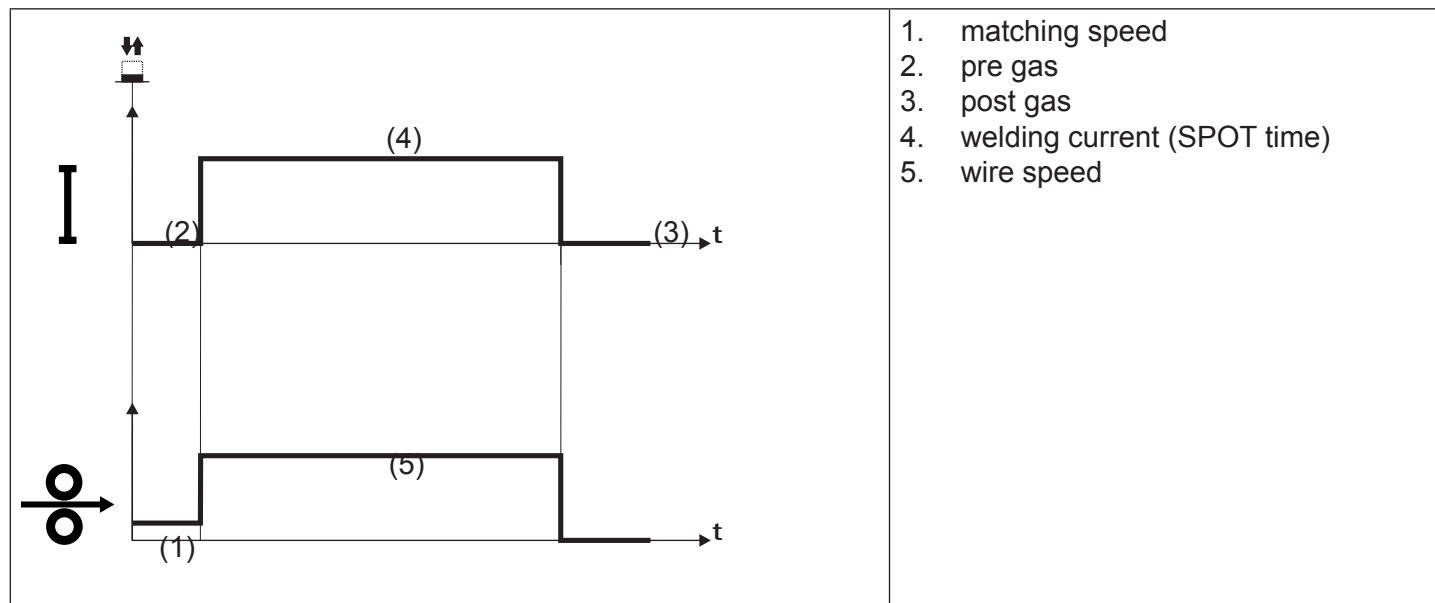 (4)
I
(2)
(3)
t
(5)
(1)
t
1. matching speed
2. pre gas
3. post gas
4. welding current (SPOT time)
5. wire speed